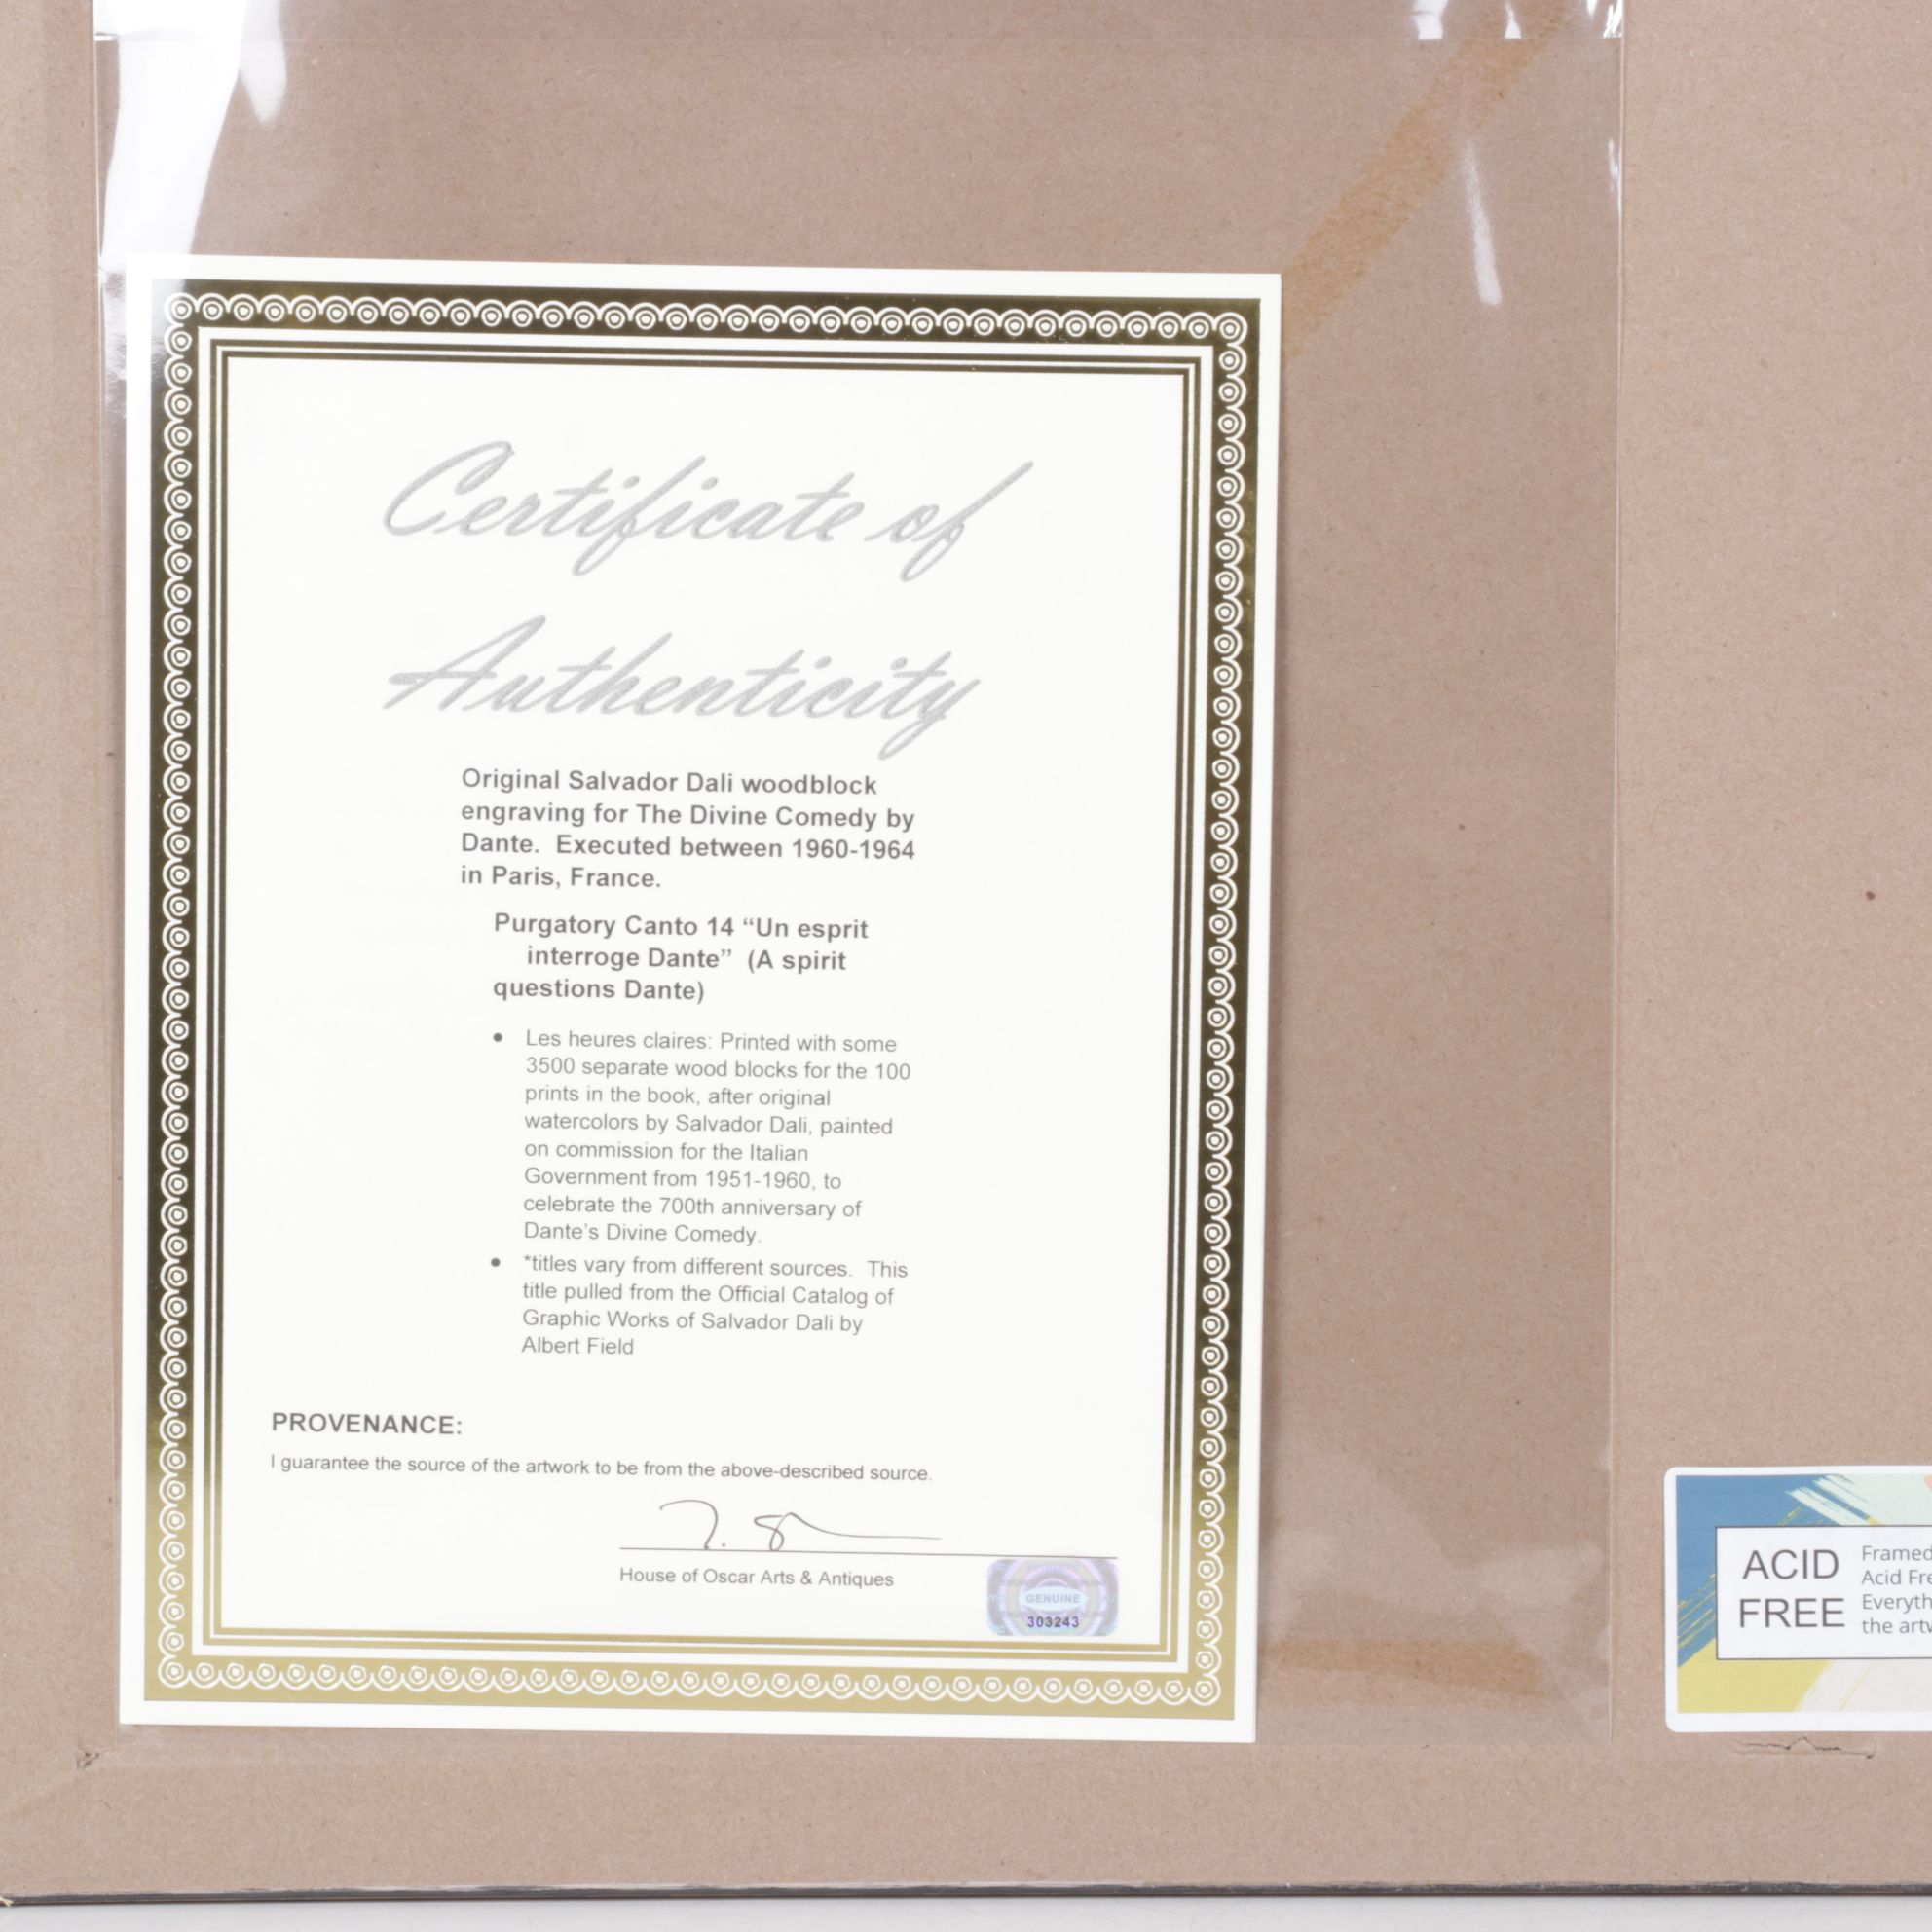 Certificate of
Authenticity
Original Salvador Dali woodblock
engraving for The Divine Comedy by
Dante.  Executed between 1960-1964
in Paris, France.
Purgatory Canto 14 “Un esprit
interroge Dante”  (A spirit
questions Dante)
• Les heures claires: Printed with some
3500 separate wood blocks for the 100
prints in the book, after original
watercolors by Salvador Dali, painted
on commission for the Italian
Government from 1951-1960, to
celebrate the 700th anniversary of
Dante’s Divine Comedy.
• *titles vary from different sources.  This
title pulled from the Official Catalog of
Graphic Works of Salvador Dali by
Albert Field
PROVENANCE:
I guarantee the source of the artwork to be from the above-described source.
House of Oscar Arts & Antiques
GENUINE
303243
ACID
FREE
Framed
Acid
the